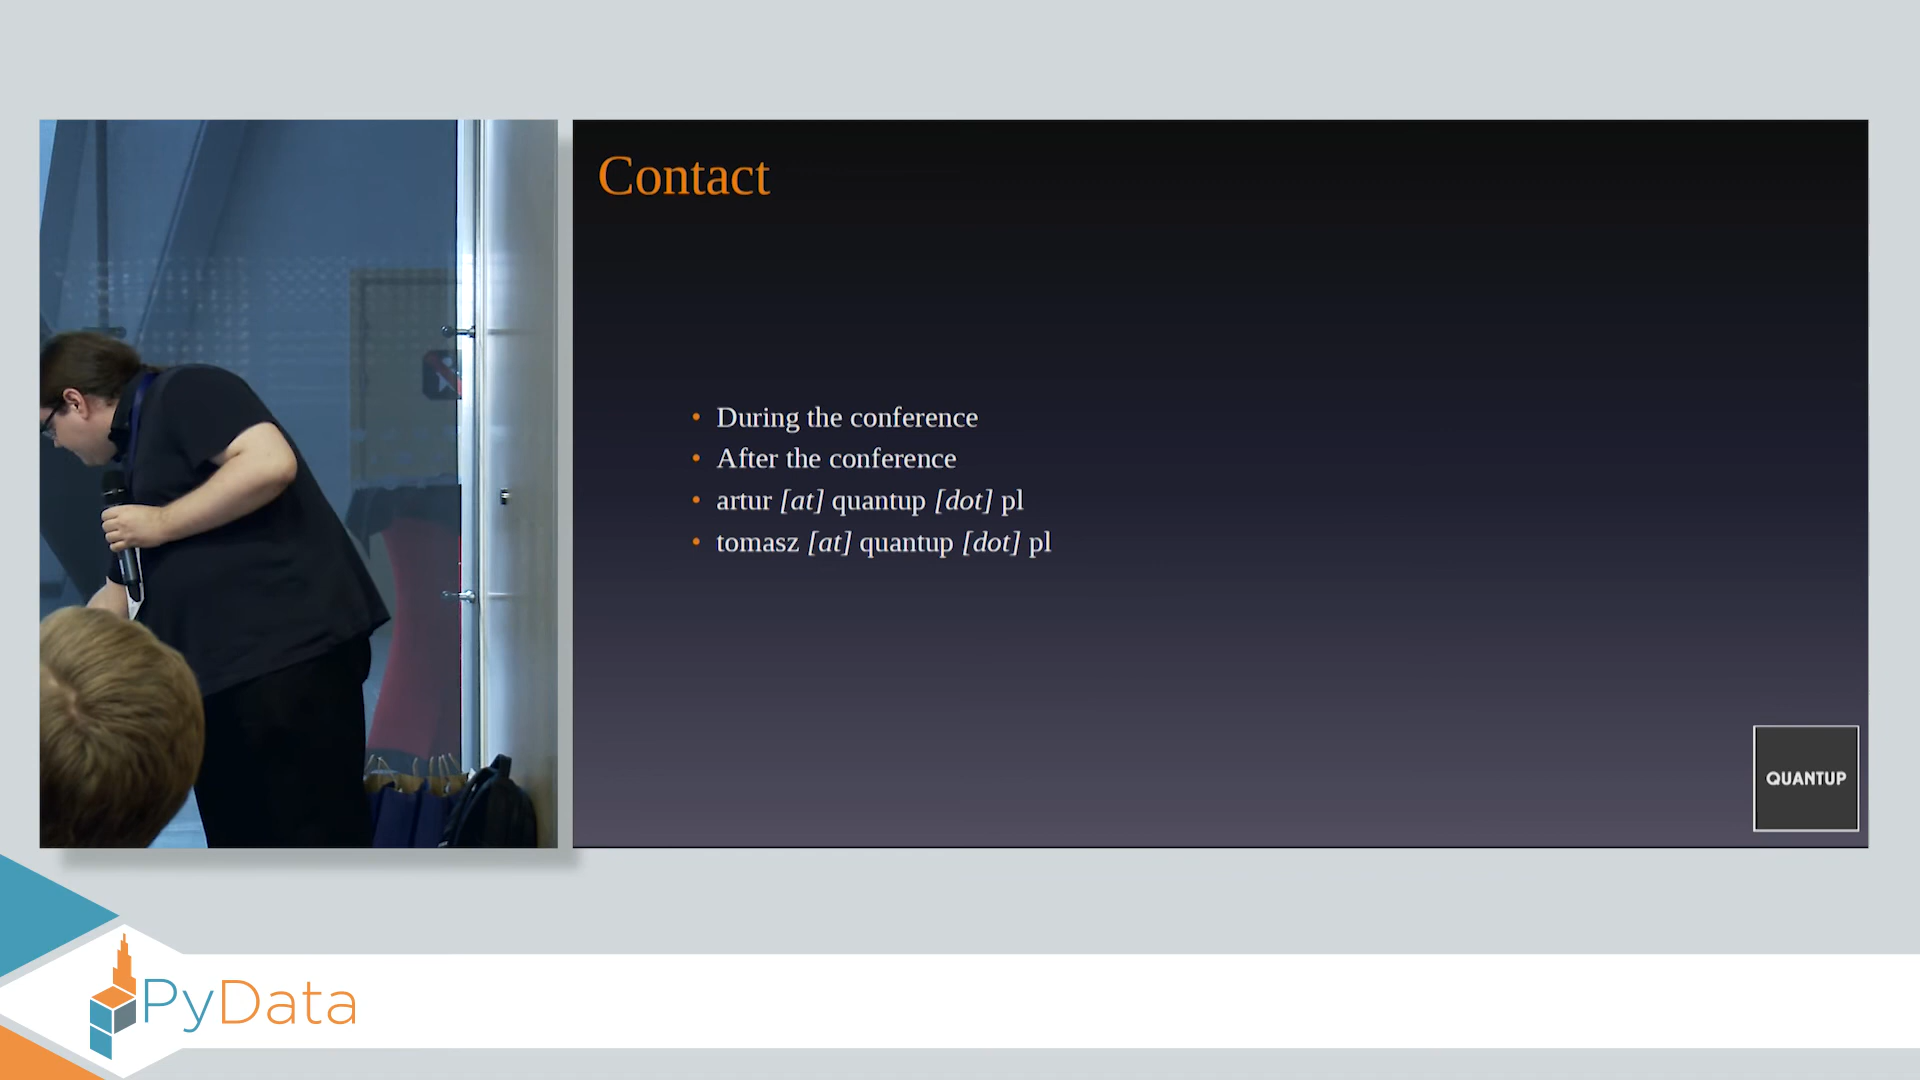 Contact
• During the conference
• After the conference
• artur [at] quantup [dot] pl
• tomasz [at] quantup [dot] pl
QUANTUP
PyData